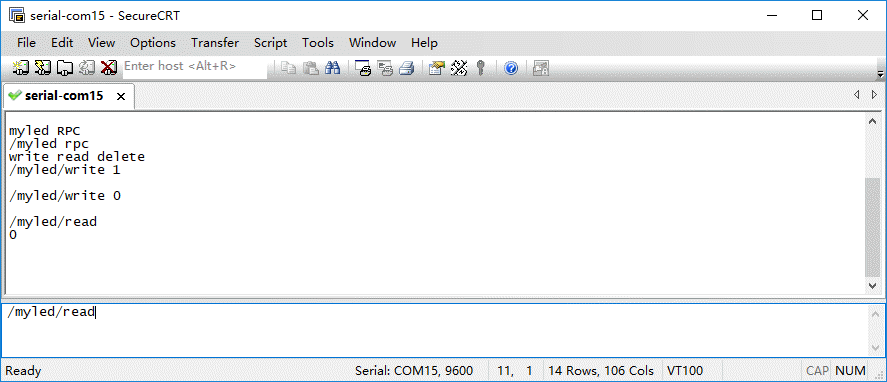 serial-com15 - SecureCRT
File Edit View Options Transfer Script Tools Window Help
Enter host <Alt+R>
serial-com15
myled RPC
/myled rpc
write read delete
/myled/write 1
/myled/write 0
/myled/read
0
/myled/read
Ready Serial: COM15, 9600 11, 1 14 Rows, 106 Cols VT100 CAP NUM